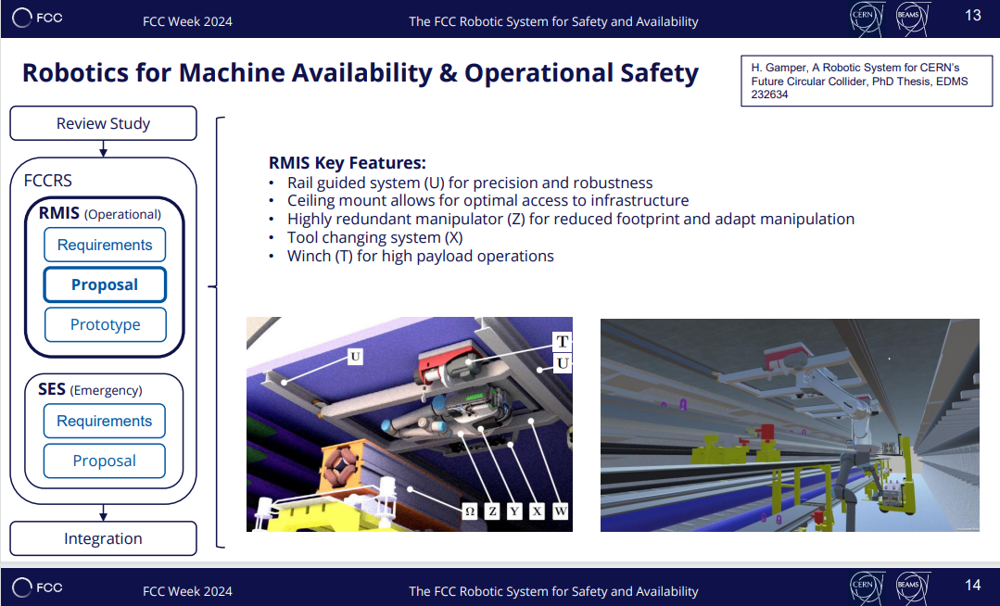 FCC
FCC Week 2024
The FCC Robotic System for Safety and Availability
CERN
BEAMS
13
Robotics for Machine Availability & Operational Safety
H. Gamper, A Robotic System for CERN's
Future Circular Collider, PhD Thesis, EDMS
232634
Review Study
FCCRS
RMIS (Operational)
Requirements
Proposal
Prototype
SES (Emergency)
Requirements
Proposal
Integration
RMIS Key Features:
• Rail guided system (U) for precision and robustness
• Ceiling mount allows for optimal access to infrastructure
• Highly redundant manipulator (Z) for reduced footprint and adapt manipulation
• Tool changing system (X)
• Winch (T) for high payload operations
U
T
U
Ω Z Y X W
FCC
FCC Week 2024
The FCC Robotic System for Safety and Availability
CERN
BEAMS
14